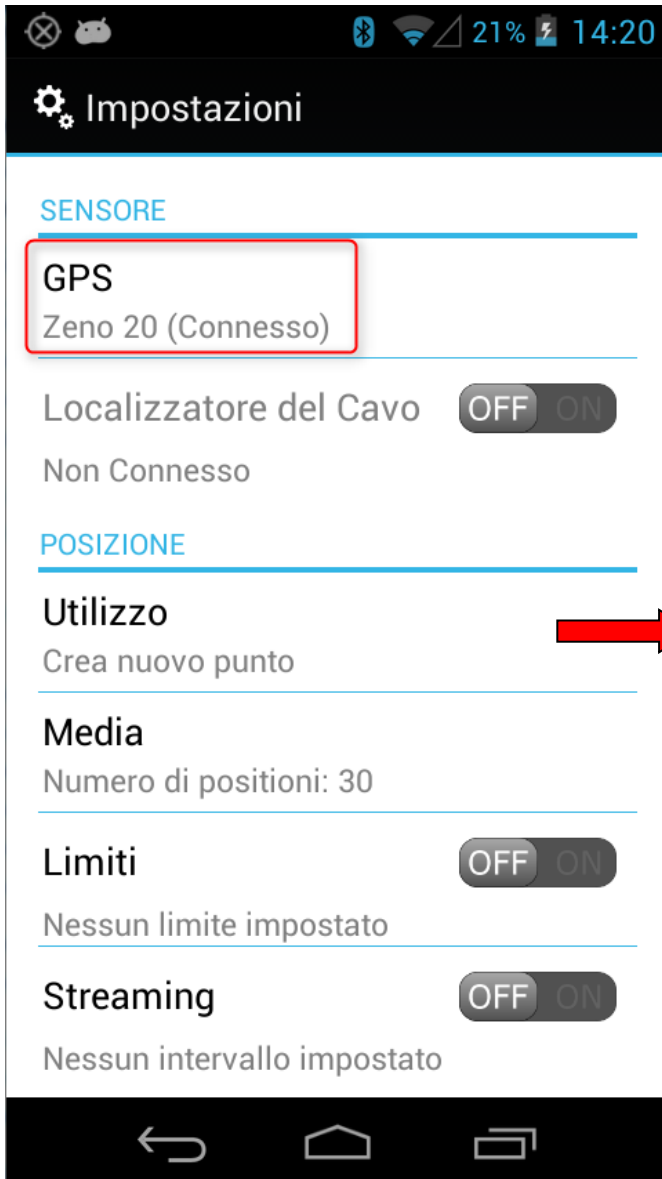 21% 14:20
Impostazioni
SENSORE
GPS
Zeno 20 (Connesso)
Localizzatore del Cavo OFF ON
Non Connesso
POSIZIONE
Utilizzo
Crea nuovo punto
Media
Numero di positioni: 30
Limiti OFF ON
Nessun limite impostato
Streaming OFF ON
Nessun intervallo impostato